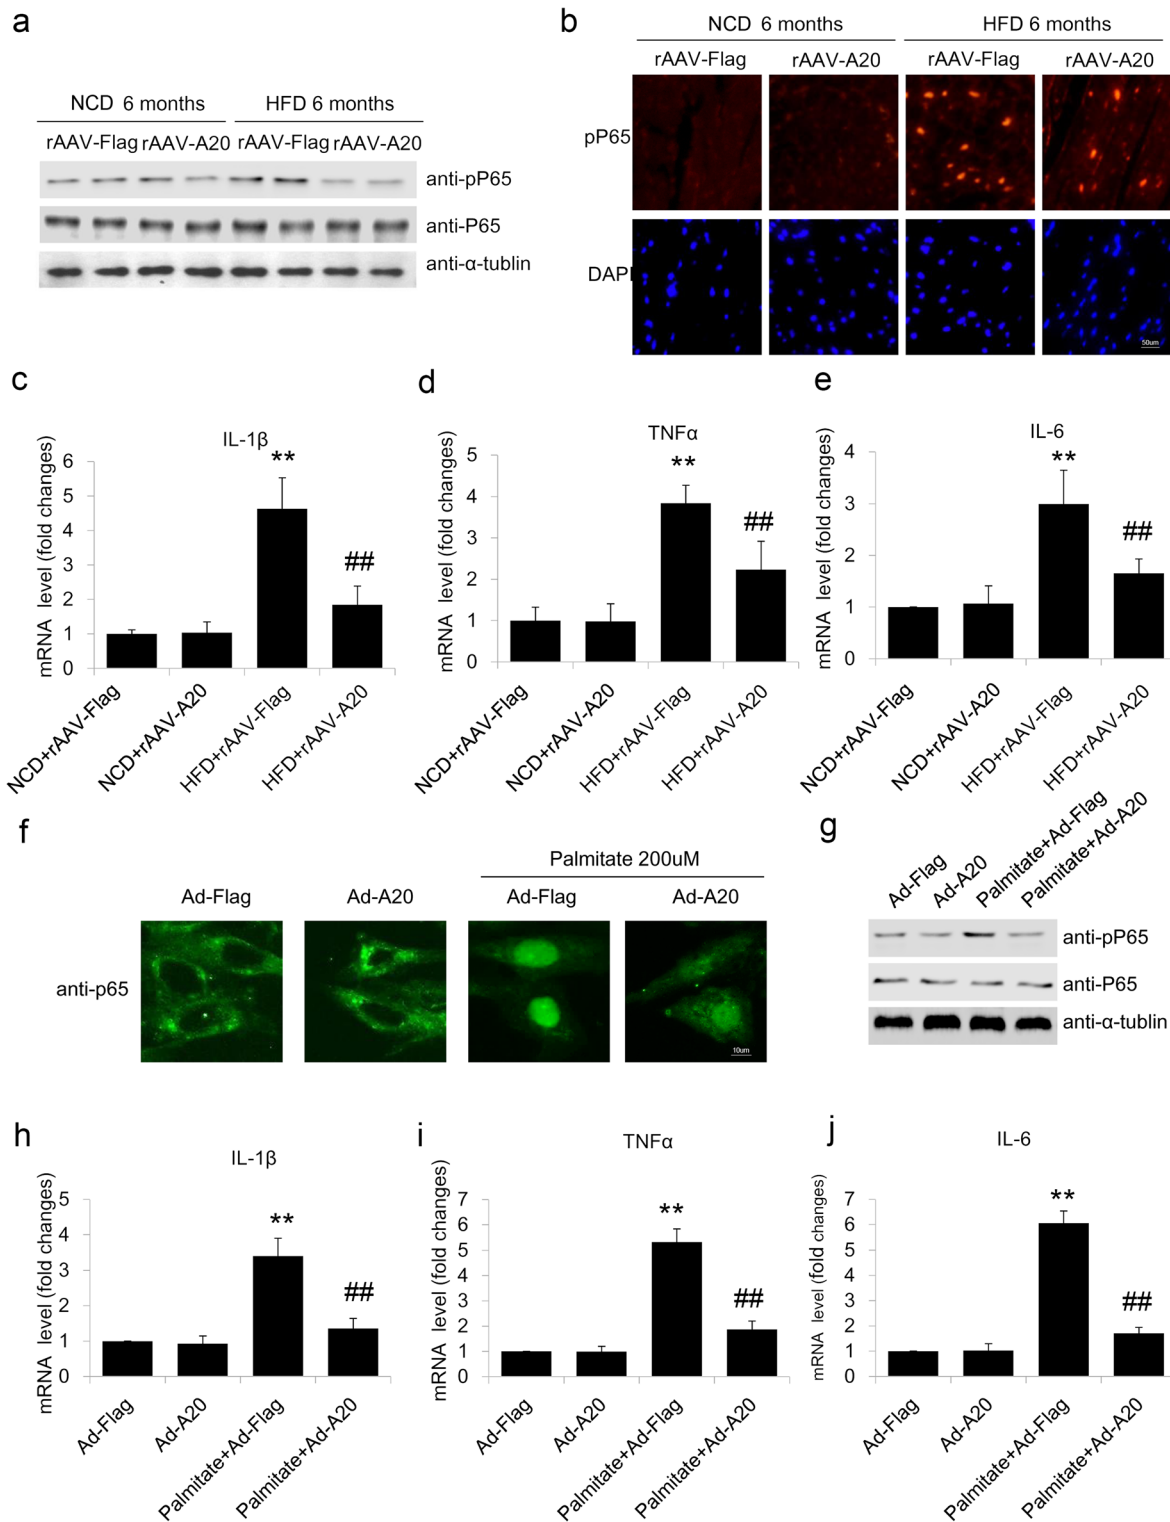 a
NCD 6 months HFD 6 months
rAAV-Flag rAAV-A20 rAAV-Flag rAAV-A20
anti-pP65
anti-P65
anti-α-tublin
b
NCD 6 months HFD 6 months
rAAV-Flag rAAV-A20 rAAV-Flag rAAV-A20
pP65
DAPI
50um
c
IL-1β
mRNA level (fold changes)
6
5
4
3
2
1
0
**
##
NCD+rAAV-Flag
NCD+rAAV-A20
HFD+rAAV-Flag
HFD+rAAV-A20
d
TNFα
mRNA level (fold changes)
5
4
3
2
1
0
**
##
NCD+rAAV-Flag
NCD+rAAV-A20
HFD+rAAV-Flag
HFD+rAAV-A20
e
IL-6
mRNA level (fold changes)
4
3
2
1
0
**
##
NCD+rAAV-Flag
NCD+rAAV-A20
HFD+rAAV-Flag
HFD+rAAV-A20
f
Palmitate 200uM
Ad-Flag Ad-A20 Ad-Flag Ad-A20
anti-p65
10um
g
Ad-Flag
Ad-A20
Palmitate+Ad-Flag
Palmitate+Ad-A20
anti-pP65
anti-P65
anti-α-tublin
h
IL-1β
mRNA level (fold changes)
5
4
3
2
1
0
**
##
Ad-Flag
Ad-A20
Palmitate+Ad-Flag
Palmitate+Ad-A20
i
TNFα
mRNA level (fold changes)
7
6
5
4
3
2
1
0
**
##
Ad-Flag
Ad-A20
Palmitate+Ad-Flag
Palmitate+Ad-A20
j
IL-6
mRNA level (fold changes)
7
6
5
4
3
2
1
0
**
##
Ad-Flag
Ad-A20
Palmitate+Ad-Flag
Palmitate+Ad-A20